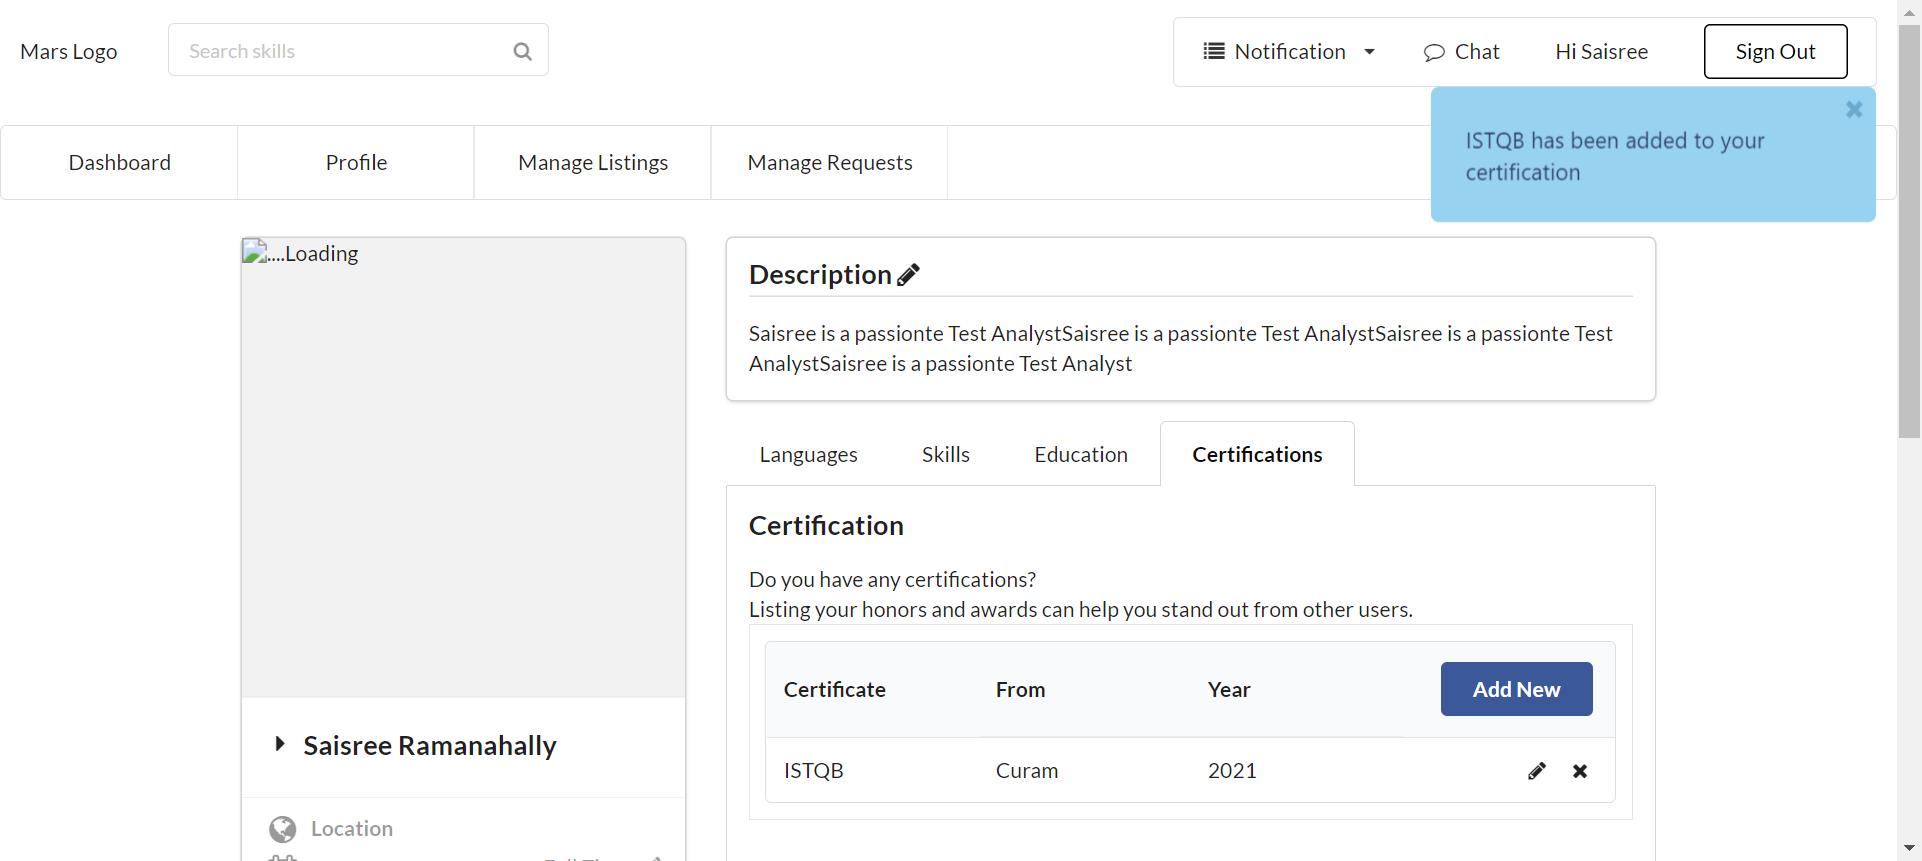 Mars Logo
Search skills
Notification
Chat
Hi Saisree
Sign Out
ISTQB has been added to your
certification
Dashboard
Profile
Manage Listings
Manage Requests
....Loading
Description
Saisree is a passionte Test AnalystSaisree is a passionte Test AnalystSaisree is a passionte Test
AnalystSaisree is a passionte Test Analyst
Languages
Skills
Education
Certifications
Certification
Do you have any certifications?
Listing your honors and awards can help you stand out from other users.
Certificate
From
Year
Add New
ISTQB
Curam
2021
Saisree Ramanahally
Location